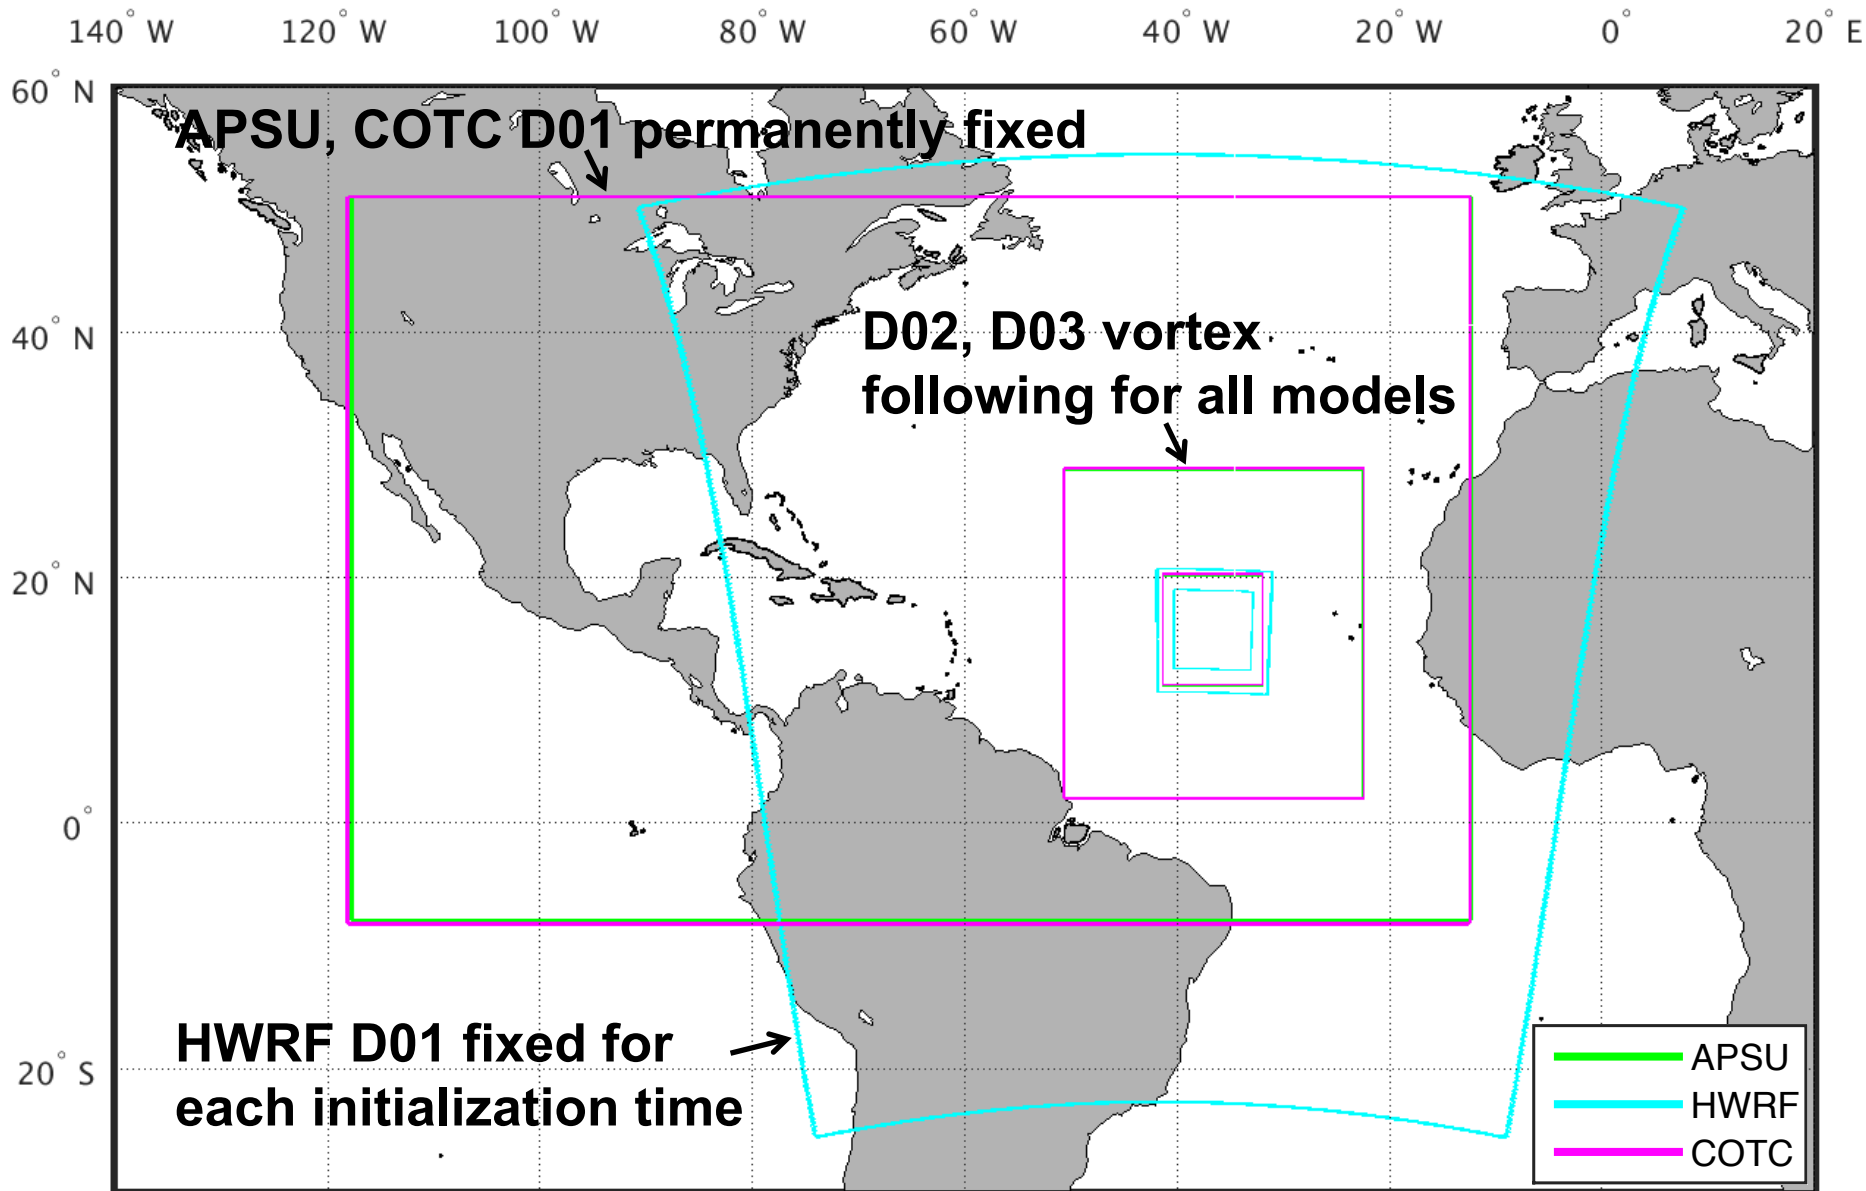 140° W 120° W 100° W 80° W 60° W 40° W 20° W 0° 20° E
60° N
APSU, COTC D01 permanently fixed
40° N
D02, D03 vortex
following for all models
20° N
0°
HWRF D01 fixed for
each initialization time
20° S
APSU
HWRF
COTC